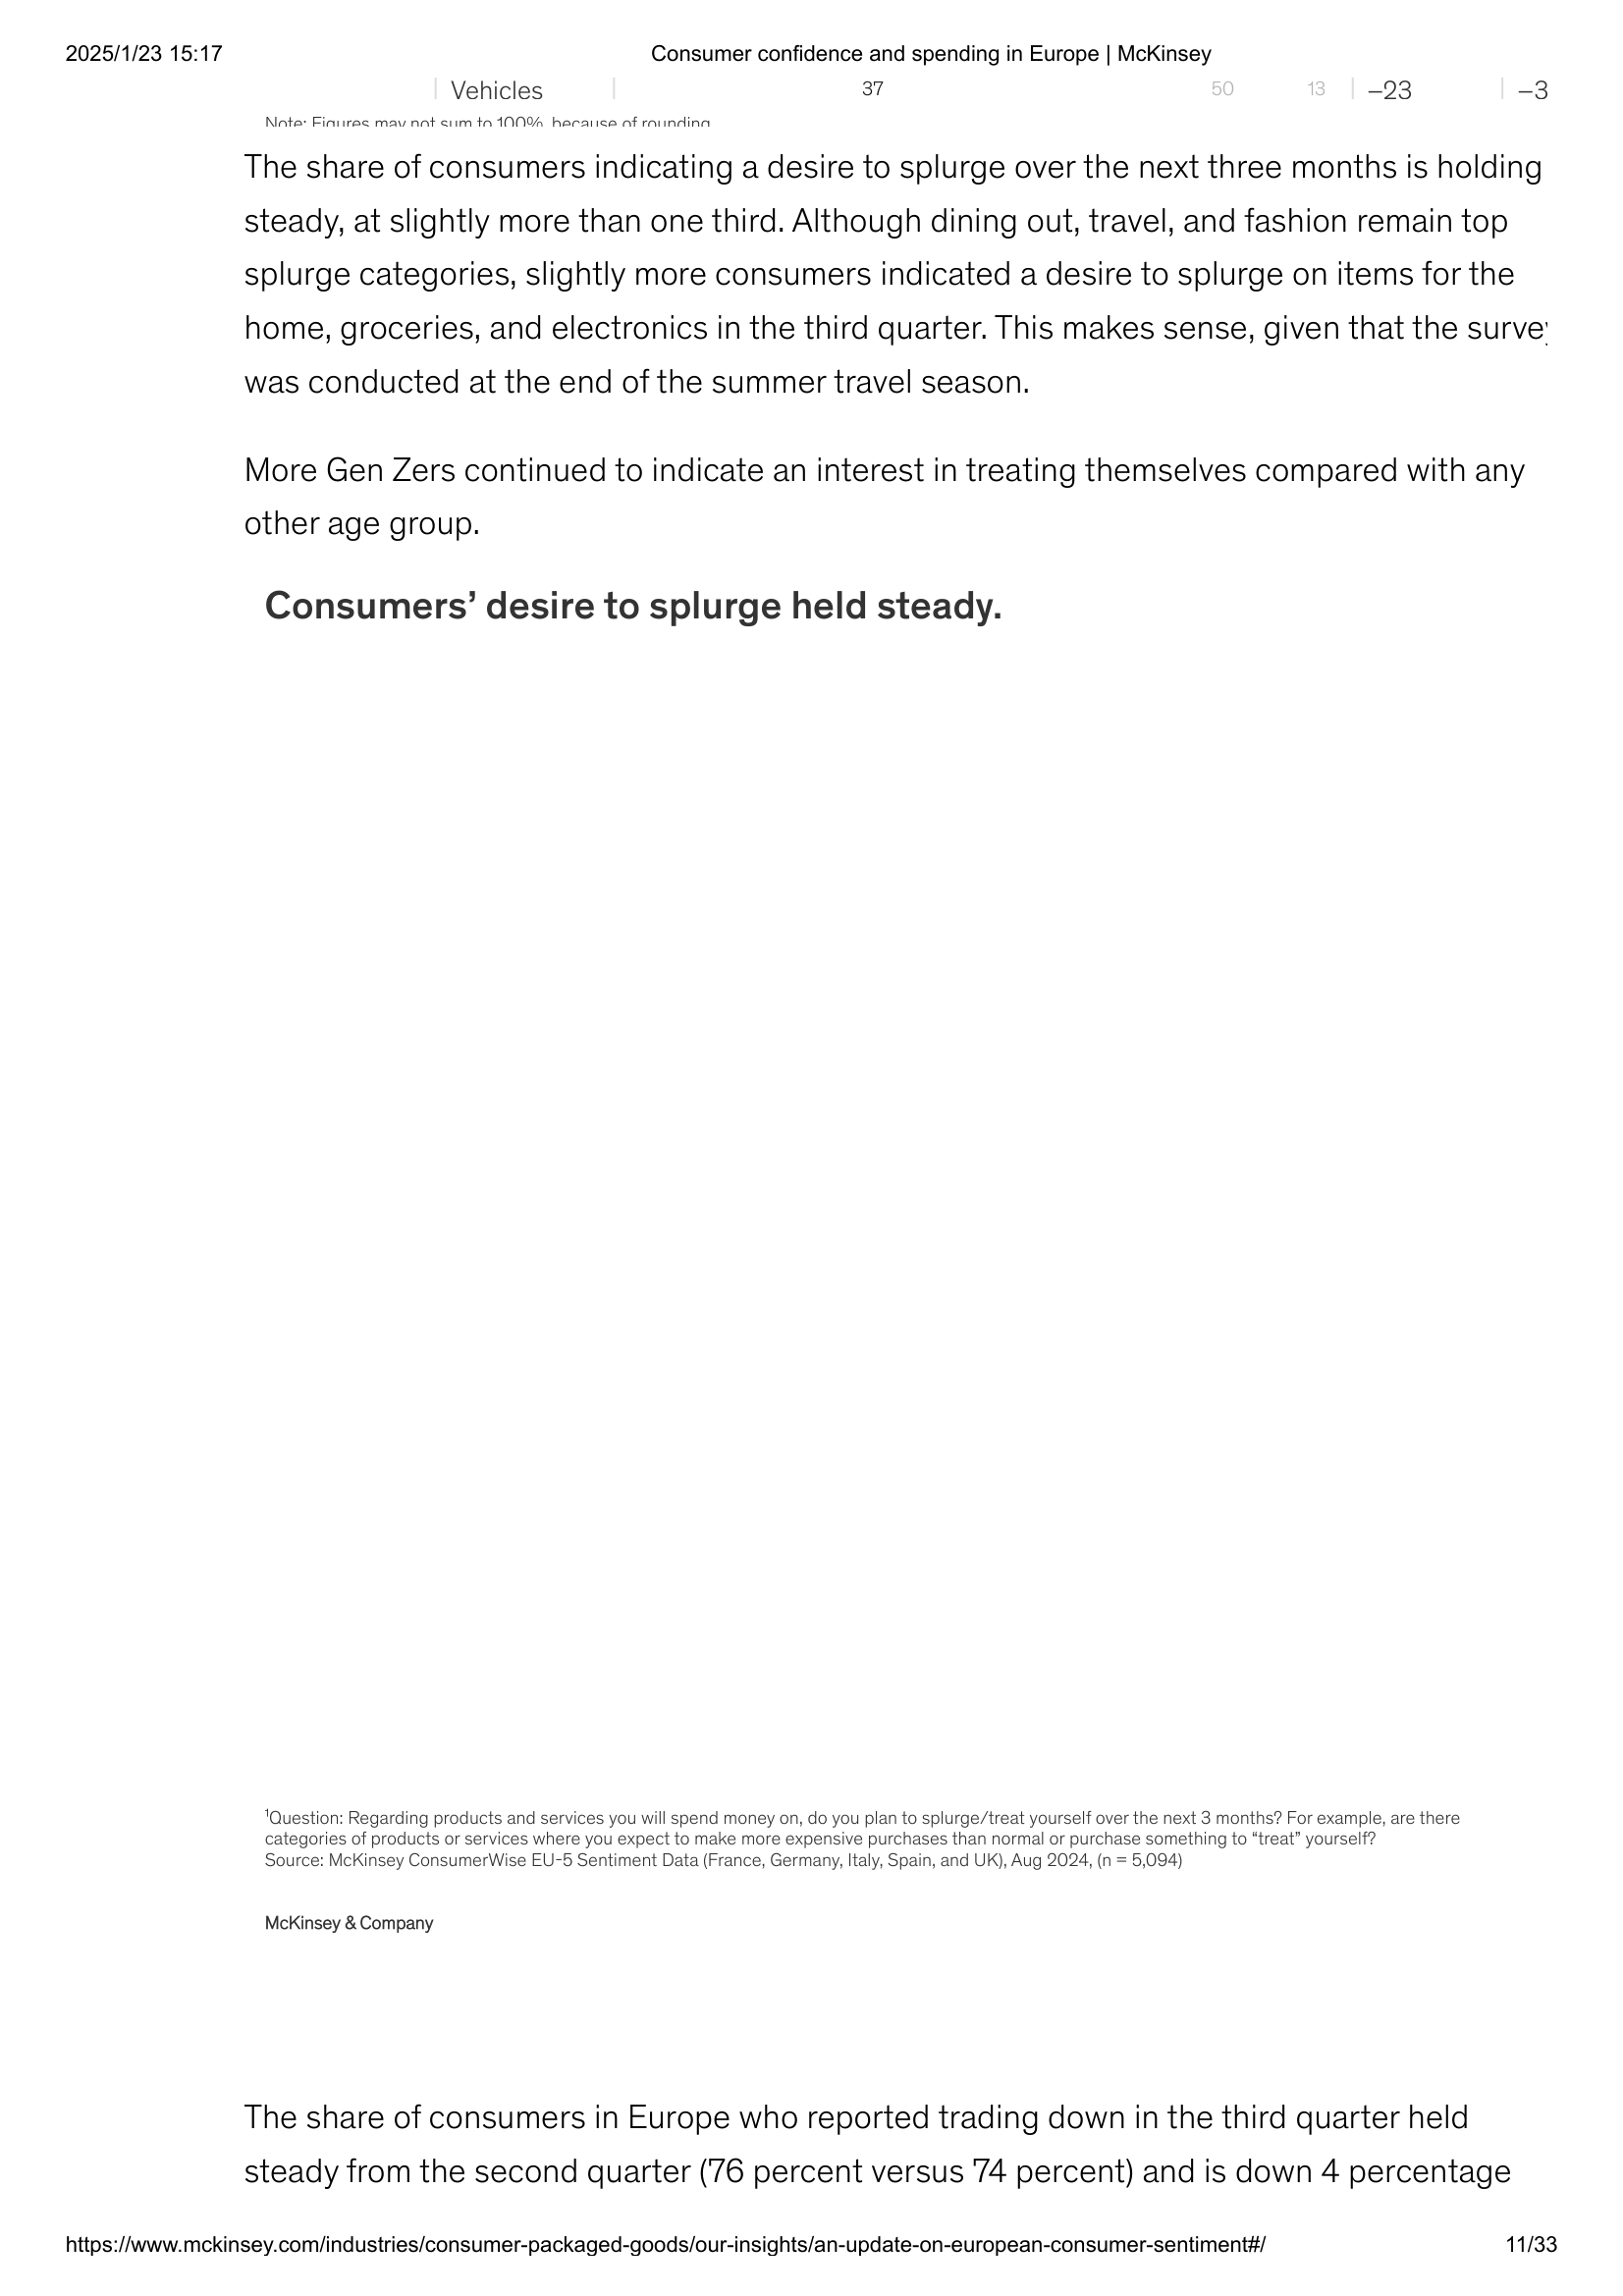 2025/1/23 15:17 Consumer confidence and spending in Europe | McKinsey
Vehicles 37 50 13 –23 –3
Note: Figures may not sum to 100%, because of rounding
The share of consumers indicating a desire to splurge over the next three months is holding
steady, at slightly more than one third. Although dining out, travel, and fashion remain top
splurge categories, slightly more consumers indicated a desire to splurge on items for the
home, groceries, and electronics in the third quarter. This makes sense, given that the survey
was conducted at the end of the summer travel season.
More Gen Zers continued to indicate an interest in treating themselves compared with any
other age group.
Consumers’ desire to splurge held steady.
¹Question: Regarding products and services you will spend money on, do you plan to splurge/treat yourself over the next 3 months? For example, are there
categories of products or services where you expect to make more expensive purchases than normal or purchase something to “treat” yourself?
Source: McKinsey ConsumerWise EU-5 Sentiment Data (France, Germany, Italy, Spain, and UK), Aug 2024, (n = 5,094)
McKinsey & Company
The share of consumers in Europe who reported trading down in the third quarter held
steady from the second quarter (76 percent versus 74 percent) and is down 4 percentage
https://www.mckinsey.com/industries/consumer-packaged-goods/our-insights/an-update-on-european-consumer-sentiment#/ 11/33